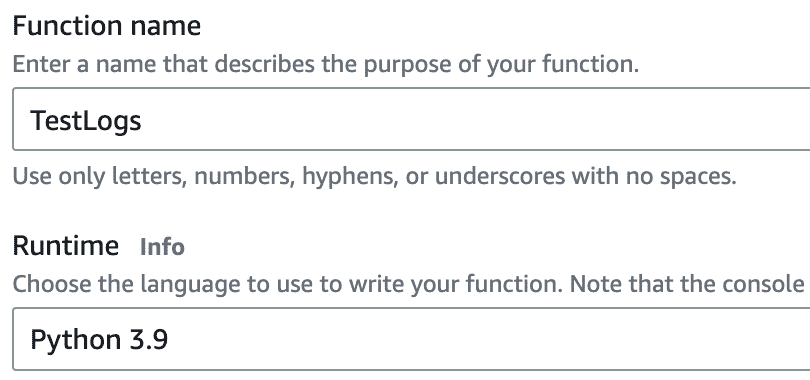 Function name
Enter a name that describes the purpose of your function.
TestLogs
Use only letters, numbers, hyphens, or underscores with no spaces.
Runtime Info
Choose the language to use to write your function. Note that the console
Python 3.9